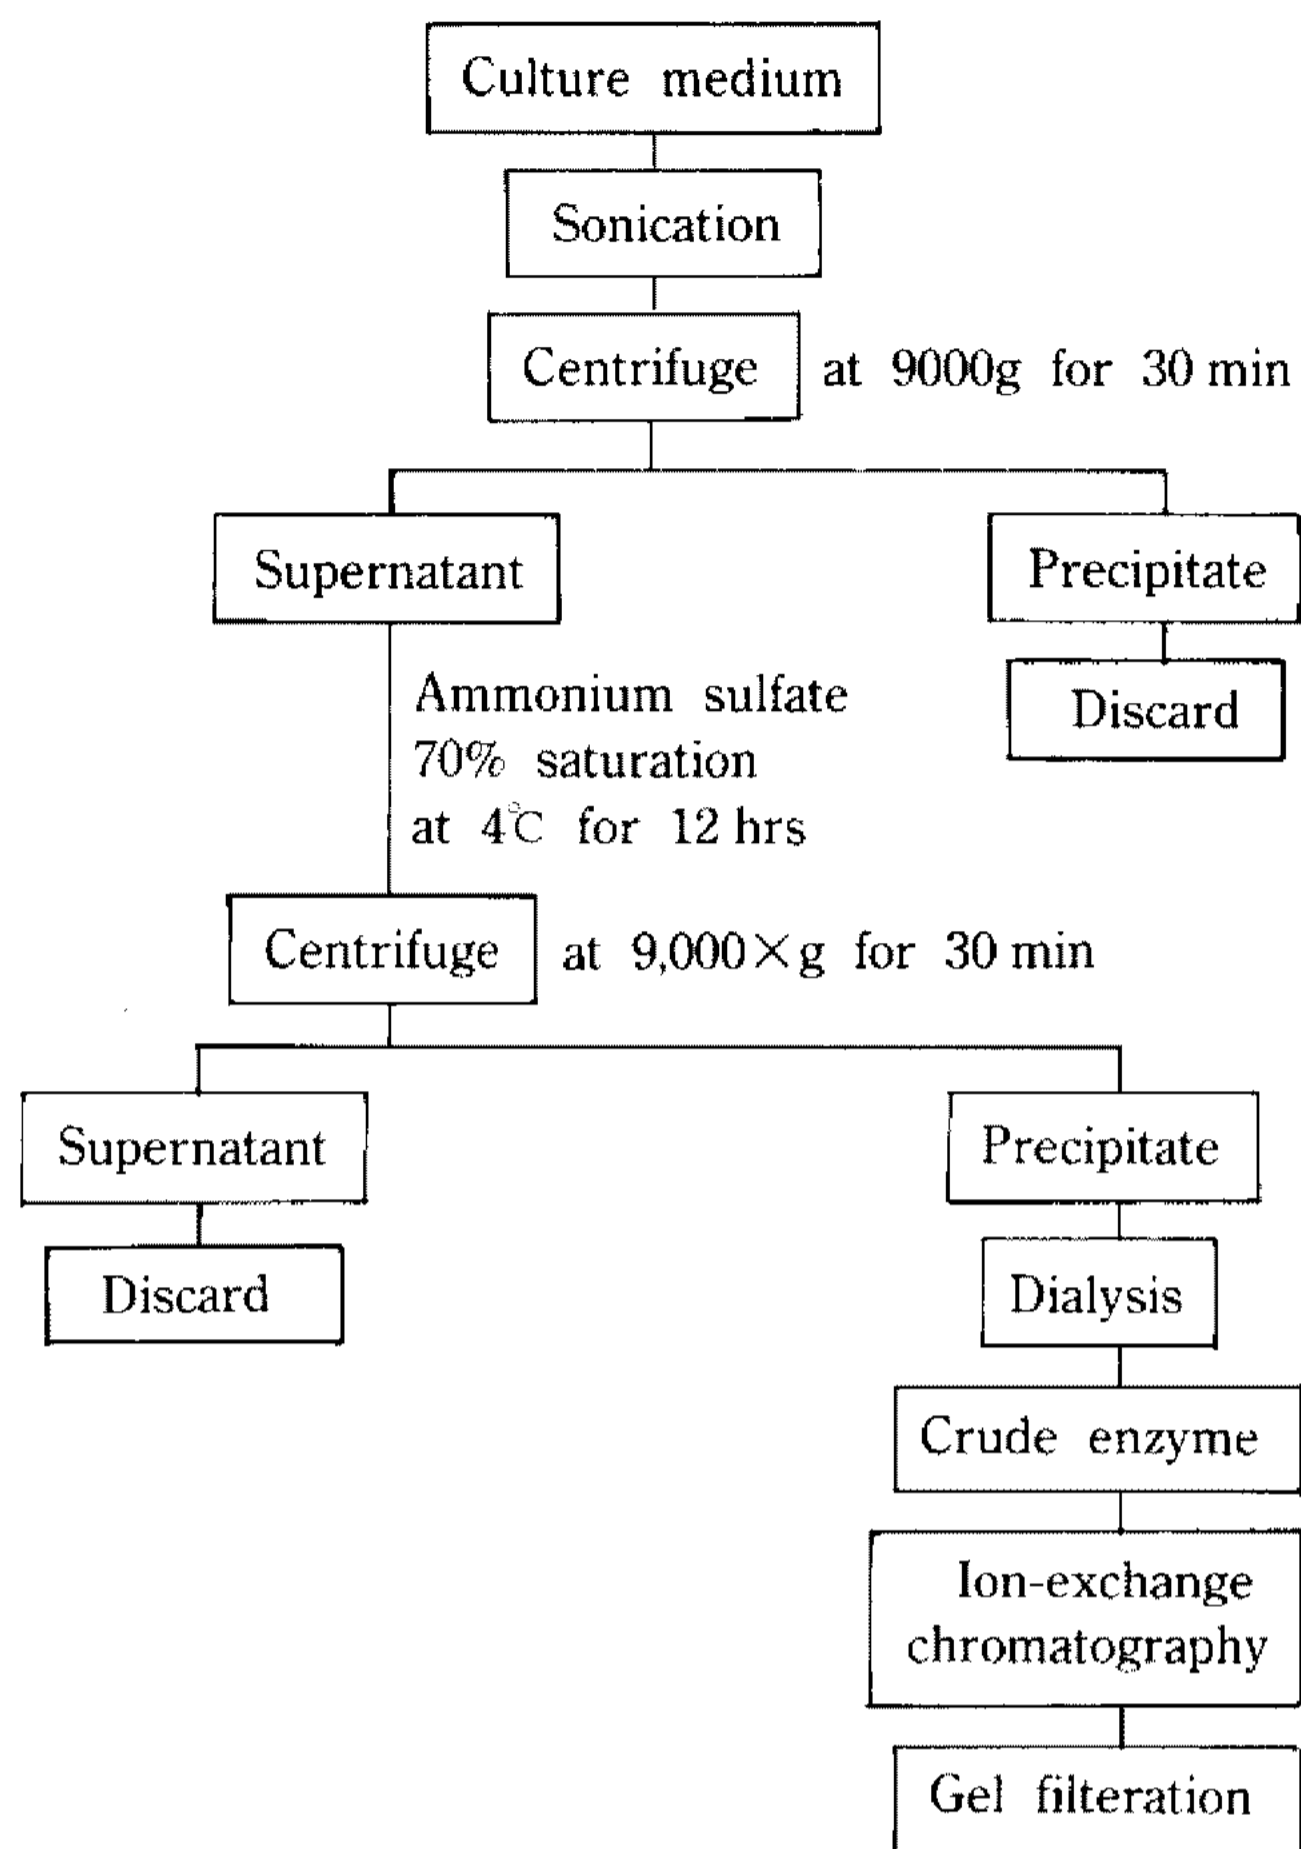 Culture medium
Sonication
Centrifuge at 9000g for 30 min
Supernatant
Precipitate
Discard
Ammonium sulfate
70% saturation
at 4℃ for 12 hrs
Centrifuge at 9,000×g for 30 min
Supernatant
Precipitate
Discard
Dialysis
Crude enzyme
Ion-exchange
chromatography
Gel filteration